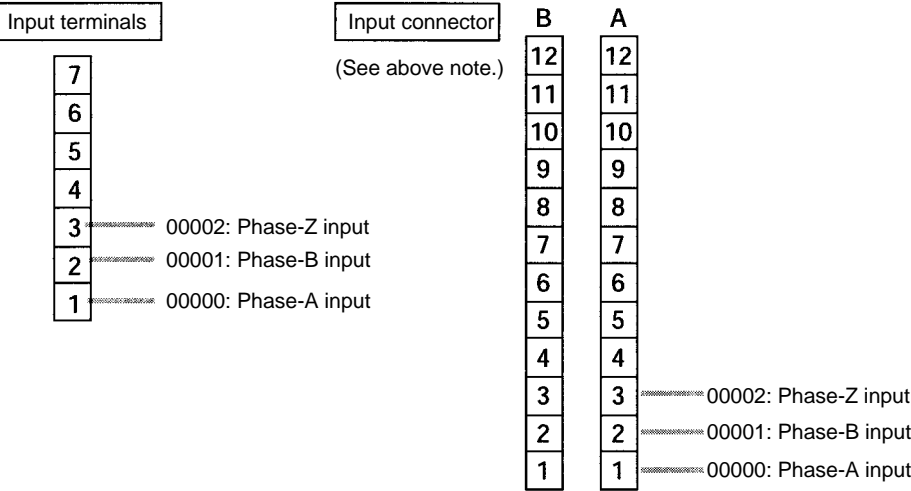 Input terminals
7
6
5
4
3 00002: Phase-Z input
2 00001: Phase-B input
1 00000: Phase-A input
Input connector
(See above note.)
B A
12 12
11 11
10 10
9 9
8 8
7 7
6 6
5 5
4 4
3 3 00002: Phase-Z input
2 2 00001: Phase-B input
1 1 00000: Phase-A input